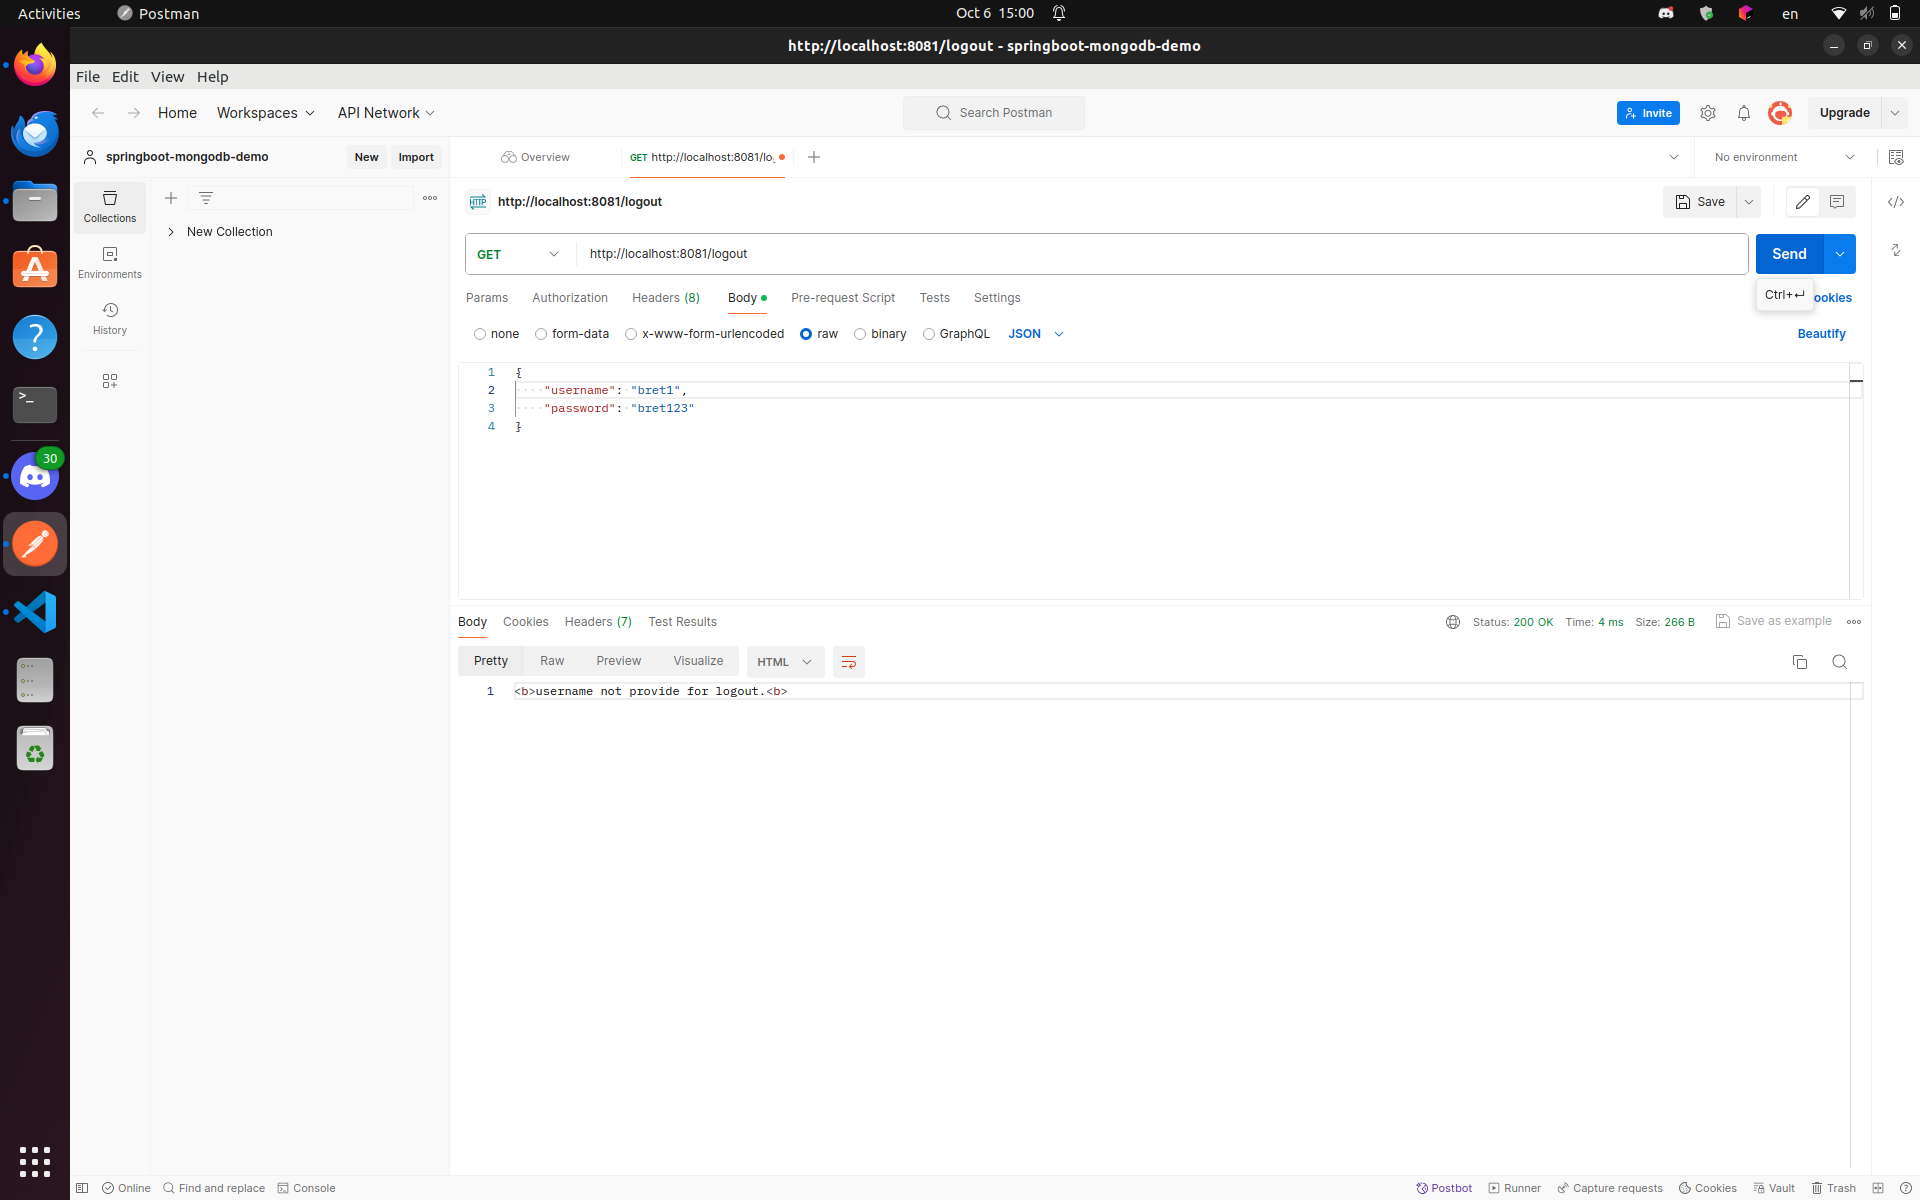 Activities
Postman
Oct 6 15:00
en
http://localhost:8081/logout - springboot-mongodb-demo
File Edit View Help
Home
Workspaces
API Network
Search Postman
Invite
Upgrade
springboot-mongodb-demo
New
Import
Overview
GET http://localhost:8081/lo.
No environment
Collections
Environments
History
New Collection
HTTP
http://localhost:8081/logout
Save
GET
http://localhost:8081/logout
Send
Ctrl+↵
ookies
Params
Authorization
Headers (8)
Body
Pre-request Script
Tests
Settings
none
form-data
x-www-form-urlencoded
raw
binary
GraphQL
JSON
Beautify
1 {
2 "username": "bret1",
3 "password": "bret123"
4 }
30
Body
Cookies
Headers (7)
Test Results
Status: 200 OK
Time: 4 ms
Size: 266 B
Save as example
Pretty
Raw
Preview
Visualize
HTML
1 <b>username not provide for logout.<b>
Online
Find and replace
Console
Postbot
Runner
Capture requests
Cookies
Vault
Trash